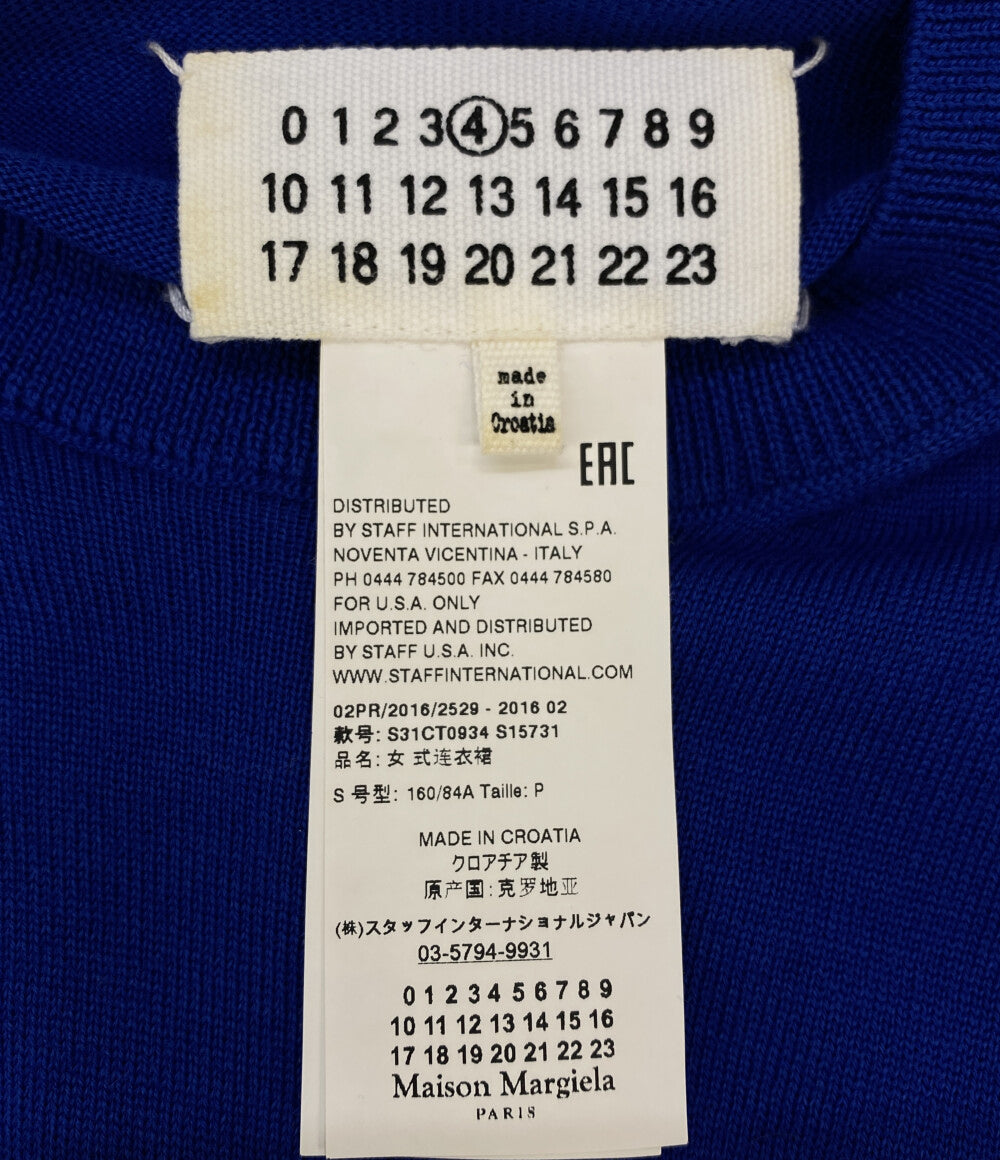 0 1 2 3 4 5 6 7 8 9
10 11 12 13 14 15 16
17 18 19 20 21 22 23
made
in
Croatia
EAC
DISTRIBUTED
BY STAFF INTERNATIONAL S.P.A.
NOVENTA VICENTINA - ITALY
PH 0444 784500 FAX 0444 784580
FOR U.S.A. ONLY
IMPORTED AND DISTRIBUTED
BY STAFF U.S.A. INC.
WWW.STAFFINTERNATIONAL.COM
02PR/2016/2529 - 2016 02
款号: S31CT0934 S15731
品名: 女 式连衣裙
S 号型: 160/84A Taille: P
MADE IN CROATIA
クロアチア製
原产国: 克罗地亚
(株)スタッフインターナショナルジャパン
03-5794-9931
0 1 2 3 4 5 6 7 8 9
10 11 12 13 14 15 16
17 18 19 20 21 22 23
Maison Margiela
PARIS